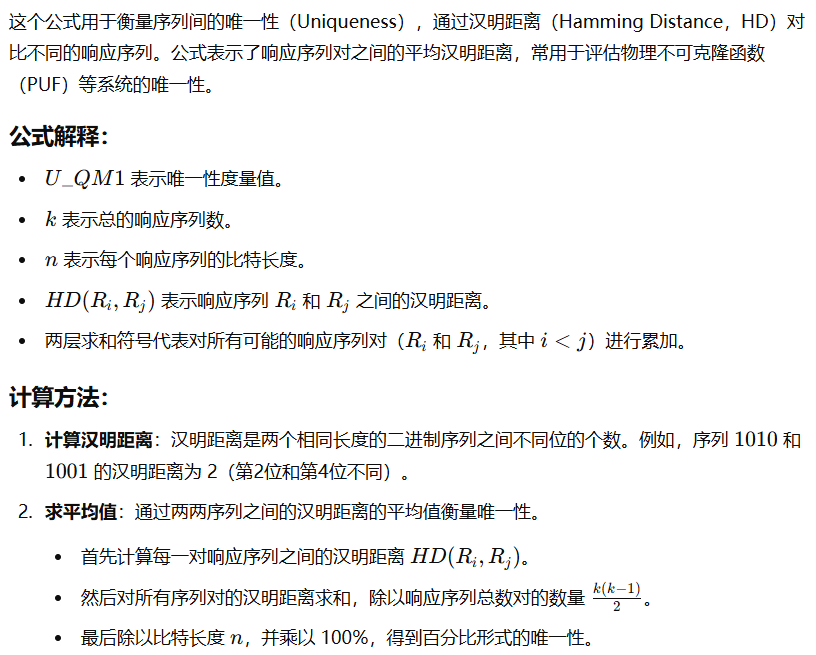 这个公式用于衡量序列间的唯一性（Uniqueness），通过汉明距离（Hamming Distance，HD）对
比不同的响应序列。公式表示了响应序列对之间的平均汉明距离，常用于评估物理不可克隆函数
（PUF）等系统的唯一性。
公式解释：
• U_QM1 表示唯一性度量值。
• k 表示总的响应序列数。
• n 表示每个响应序列的比特长度。
• HD(R_i, R_j) 表示响应序列 R_i 和 R_j 之间的汉明距离。
• 两层求和符号代表对所有可能的响应序列对（R_i 和 R_j，其中 i < j）进行累加。
计算方法：
1. 计算汉明距离：汉明距离是两个相同长度的二进制序列之间不同位的个数。例如，序列 1010 和
1001 的汉明距离为 2（第2位和第4位不同）。
2. 求平均值：通过两两序列之间的汉明距离的平均值衡量唯一性。
• 首先计算每一对响应序列之间的汉明距离 HD(R_i, R_j)。
• 然后对所有序列对的汉明距离求和，除以响应序列总数对的数量 k(k−1)/2。
• 最后除以比特长度 n，并乘以 100%，得到百分比形式的唯一性。